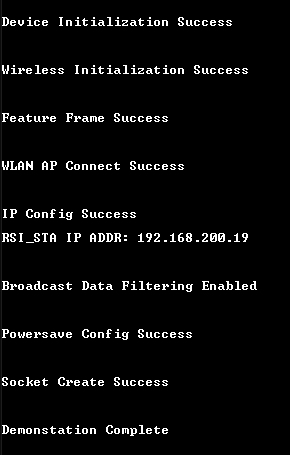 Device Initialization Success
Wireless Initialization Success
Feature Frame Success
WLAN AP Connect Success
IP Config Success
RSI_STA IP ADDR: 192.168.200.19
Broadcast Data Filtering Enabled
Powersave Config Success
Socket Create Success
Demonstation Complete